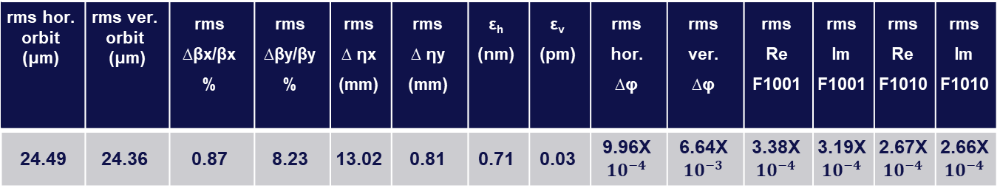 rms hor. orbit (μm) rms ver. orbit (μm) rms Δβx/βx % rms Δβy/βy % rms Δ ηx (mm) rms Δ ηy (mm) εh (nm) εv (pm) rms hor. Δφ rms ver. Δφ rms Re F1001 rms Im F1001 rms Re F1010 rms Im F1010
24.49 24.36 0.87 8.23 13.02 0.81 0.71 0.03 9.96X 10⁻⁴ 6.64X 10⁻³ 3.38X 10⁻⁴ 3.19X 10⁻⁴ 2.67X 10⁻⁴ 2.66X 10⁻⁴